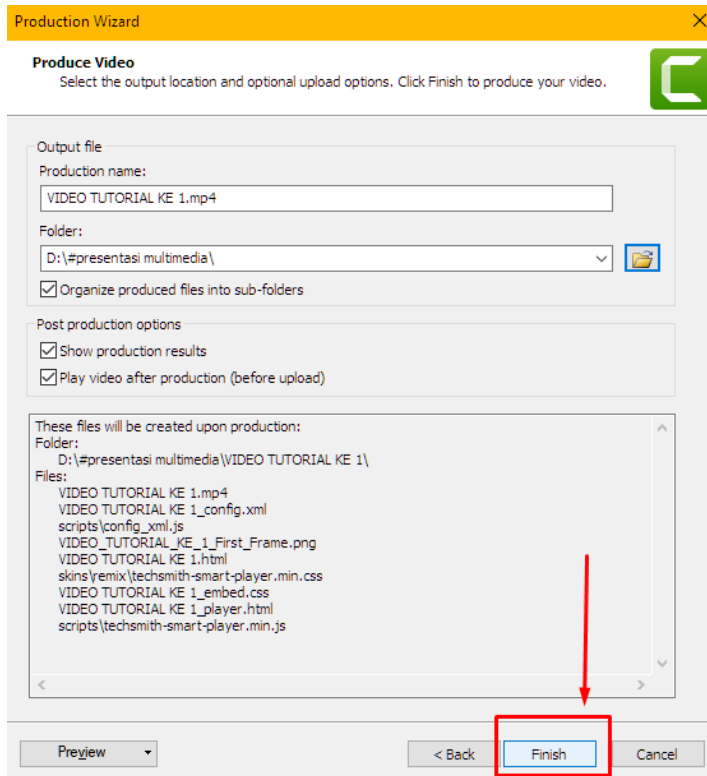 Production Wizard
Produce Video
Select the output location and optional upload options. Click Finish to produce your video.
Output file
Production name:
VIDEO TUTORIAL KE 1.mp4
Folder:
D:\#presentasi multimedia\
Organize produced files into sub-folders
Post production options
Show production results
Play video after production (before upload)
These files will be created upon production:
Folder:
D:\#presentasi multimedia\VIDEO TUTORIAL KE 1\
Files:
VIDEO TUTORIAL KE 1.mp4
VIDEO TUTORIAL KE 1_config.xml
scripts\config_xml.js
VIDEO_TUTORIAL_KE_1_First_Frame.png
VIDEO TUTORIAL KE 1.html
skins\remix\techsmith-smart-player.min.css
VIDEO TUTORIAL KE 1_embed.css
VIDEO TUTORIAL KE 1_player.html
scripts\techsmith-smart-player.min.js
Preview < Back Finish Cancel